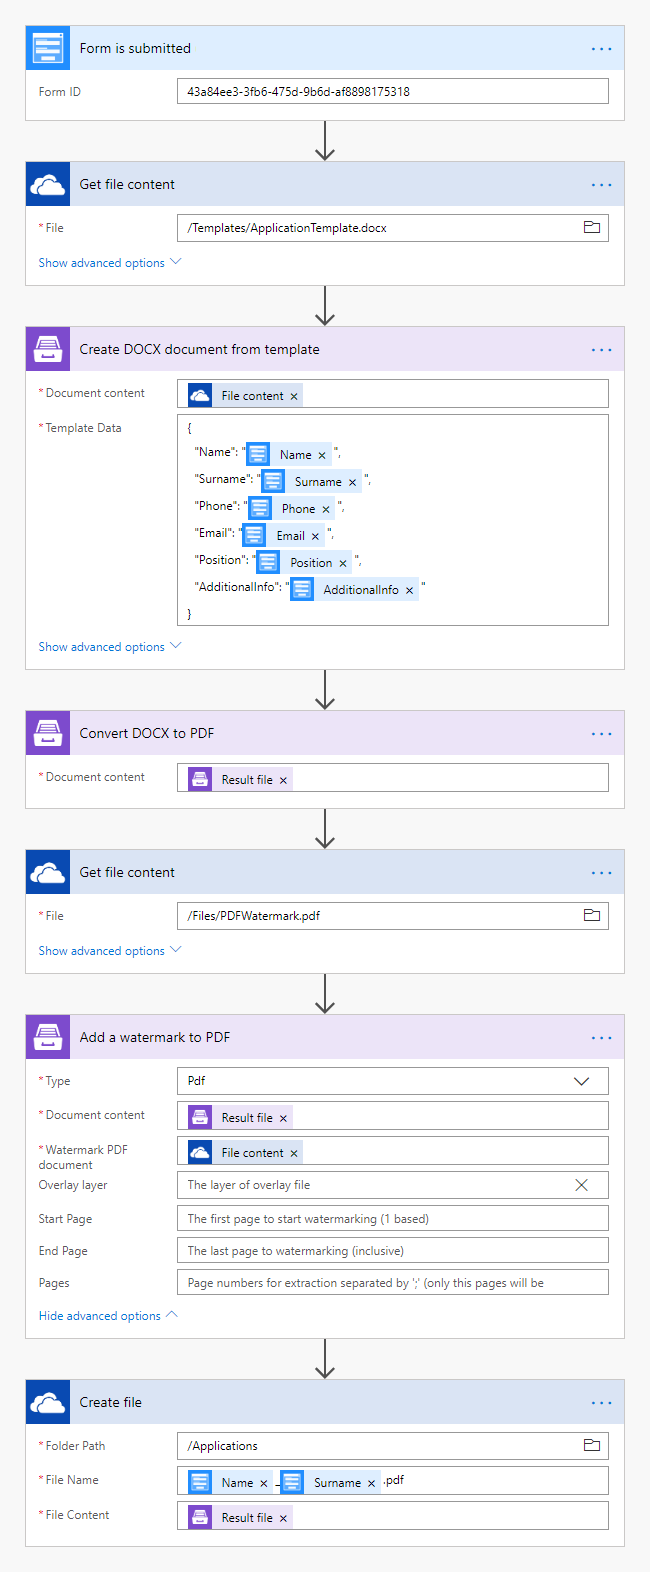 Form is submitted
Form ID 43a84ee3-3fb6-475d-9b6d-af8898175318
Get file content
* File /Templates/ApplicationTemplate.docx
Show advanced options
Create DOCX document from template
* Document content File content ×
* Template Data {
"Name": " Name × ",
"Surname": " Surname × ",
"Phone": " Phone × ",
"Email": " Email × ",
"Position": " Position × ",
"AdditionalInfo": " AdditionalInfo × "
}
Show advanced options
Convert DOCX to PDF
* Document content Result file ×
Get file content
* File /Files/PDFWatermark.pdf
Show advanced options
Add a watermark to PDF
* Type Pdf
* Document content Result file ×
* Watermark PDF document File content ×
Overlay layer The layer of overlay file
Start Page The first page to start watermarking (1 based)
End Page The last page to watermarking (inclusive)
Pages Page numbers for extraction separated by ';' (only this pages will be
Hide advanced options
Create file
* Folder Path /Applications
* File Name Name × _ Surname × .pdf
* File Content Result file ×